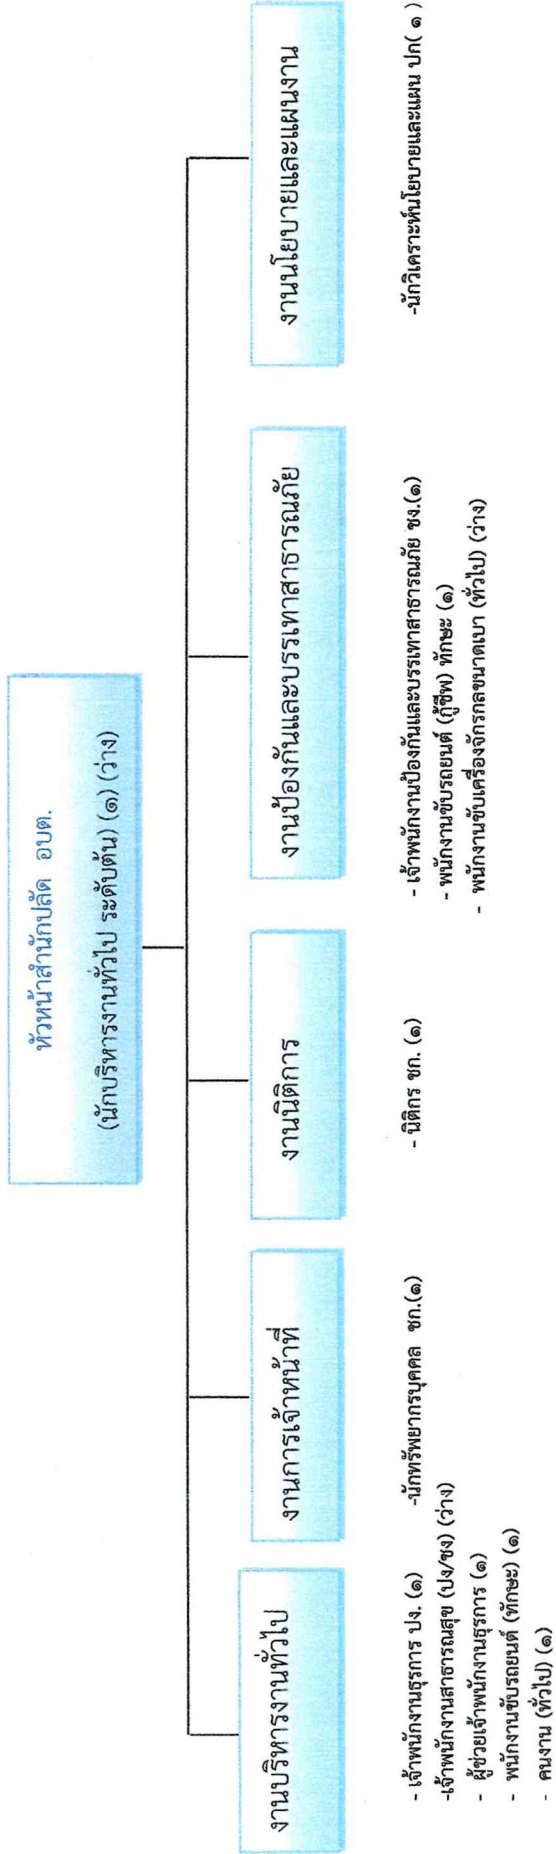 หัวหน้าสำนักปลัด อบต.
(นักบริหารงานทั่วไป ระดับต้น) (๑) (ว่าง)
งานบริหารงานทั่วไป
- เจ้าพนักงานธุรการ ปง. (๑)
-เจ้าพนักงานสาธารณสุข (ปง/ชง) (ว่าง)
- ผู้ช่วยเจ้าพนักงานธุรการ (๑)
- พนักงานขับรถยนต์ (ทักษะ) (๑)
- คนงาน (ทั่วไป) (๑)
งานการเจ้าหน้าที่
-นักทรัพยากรบุคคล ชก.(๑)
งานนิติการ
- นิติกร ชก. (๑)
งานป้องกันและบรรเทาสาธารณภัย
- เจ้าพนักงานป้องกันและบรรเทาสาธารณภัย ชง.(๑)
- พนักงานขับรถยนต์ (กู้ชีพ) ทักษะ (๑)
- พนักงานขับเครื่องจักรกลขนาดเบา (ทั่วไป) (ว่าง)
งานนโยบายและแผนงาน
-นักวิเคราะห์นโยบายและแผน ปก( ๑ )